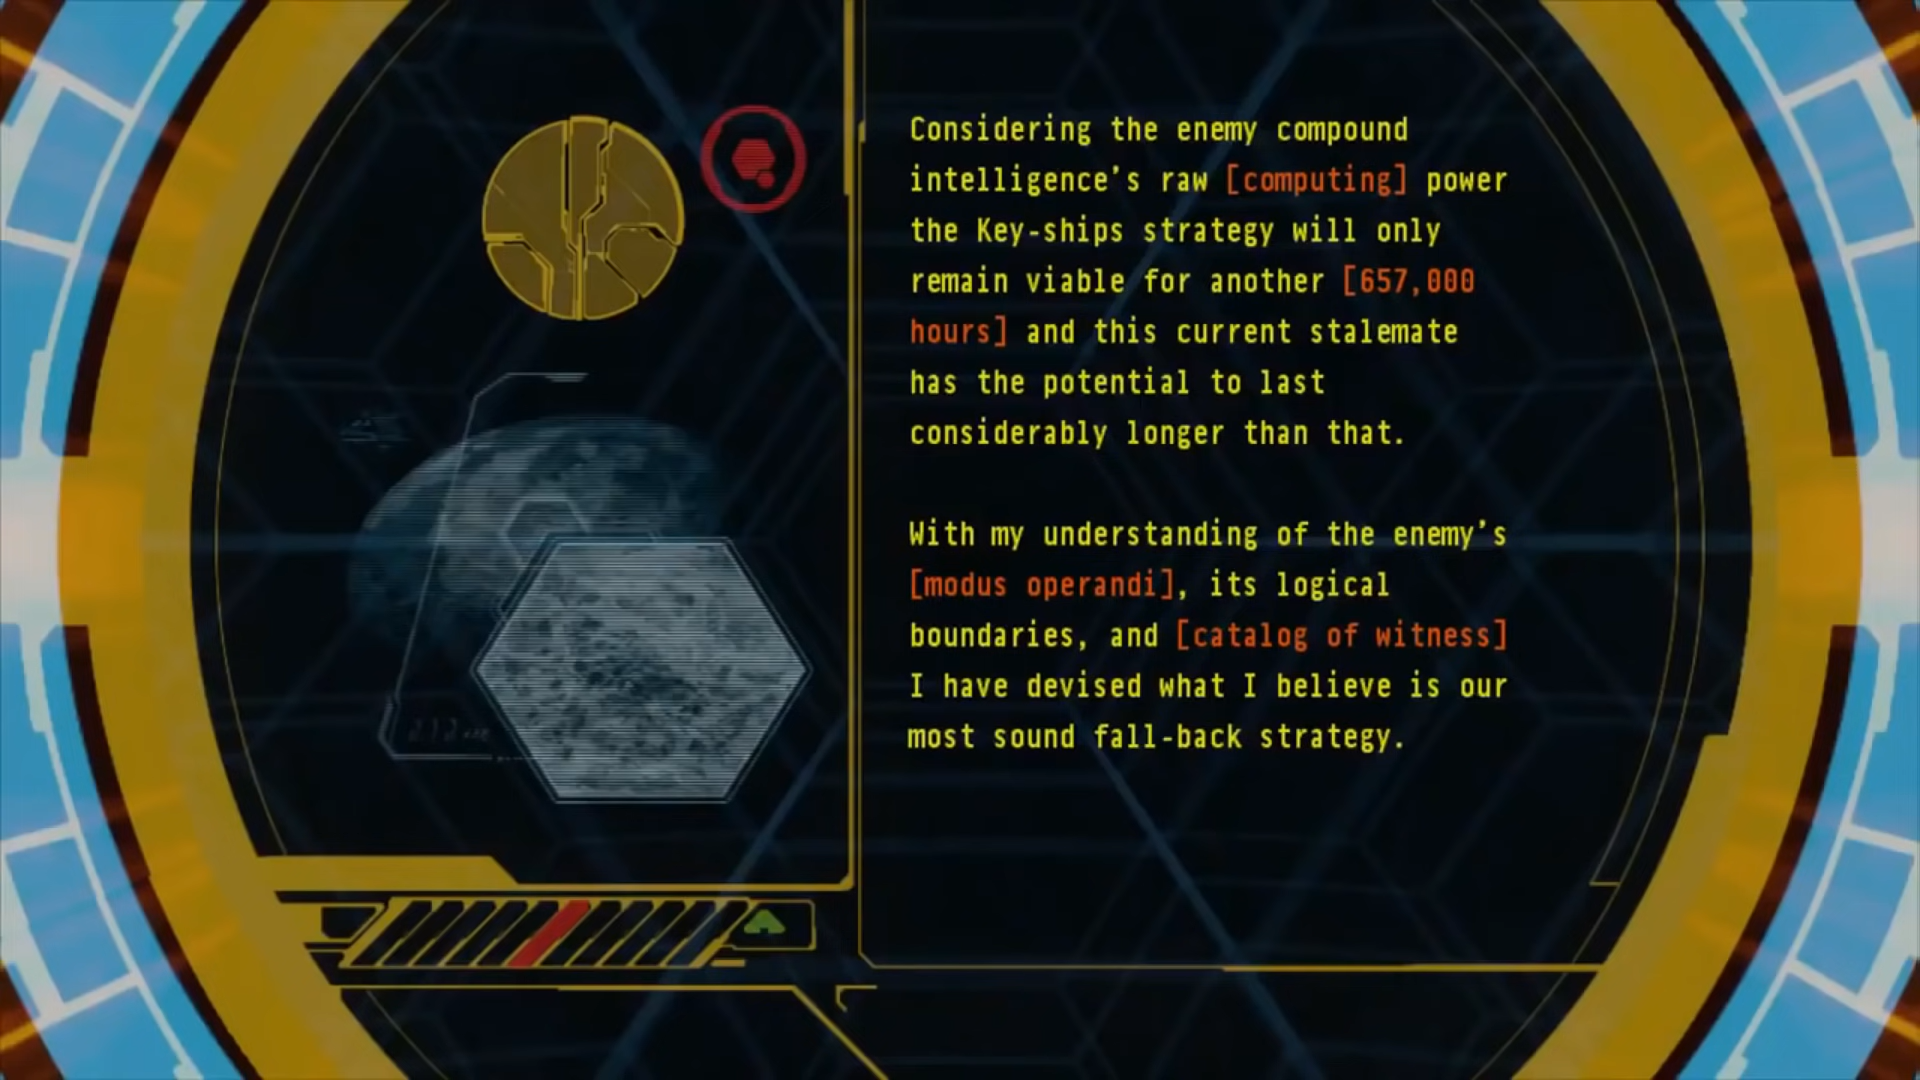 Considering the enemy compound
intelligence's raw [computing] power
the Key-ships strategy will only
remain viable for another [657,000
hours] and this current stalemate
has the potential to last
considerably longer than that.
With my understanding of the enemy's
[modus operandi], its logical
boundaries, and [catalog of witness]
I have devised what I believe is our
most sound fall-back strategy.